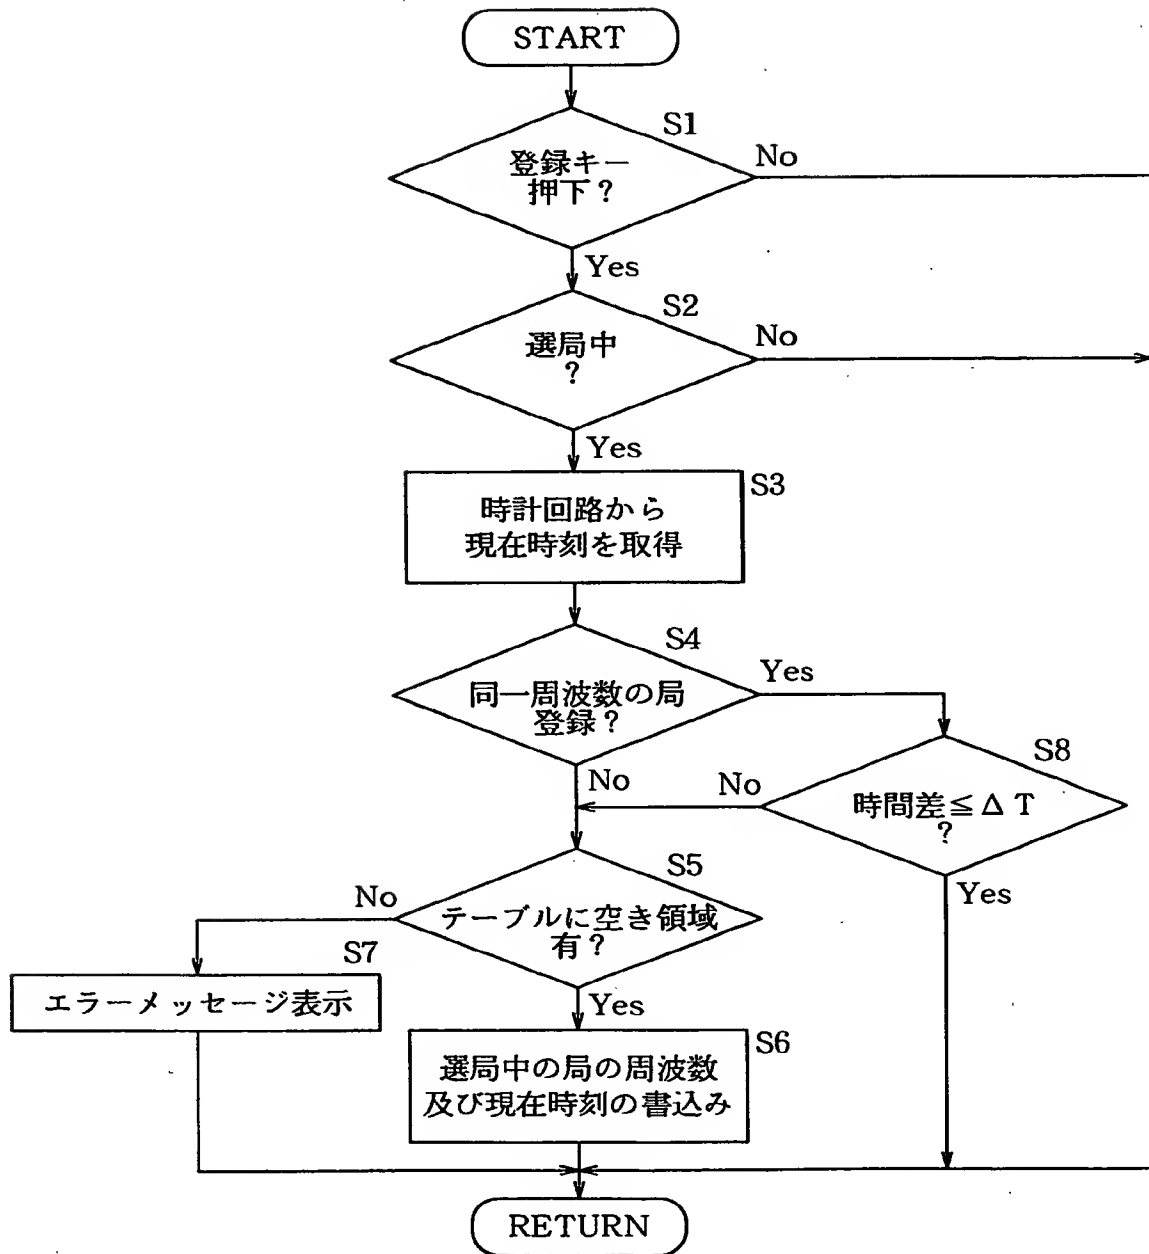 START
S1
登録キー
押下?
No
Yes
S2
選局中
?
No
Yes
S3
時計回路から
現在時刻を取得
S4
同一周波数の局
登録?
Yes
No
S8
時間差≦ΔT
?
No
Yes
S5
テーブルに空き領域
有?
No
Yes
S7
エラーメッセージ表示
S6
選局中の局の周波数
及び現在時刻の書込み
RETURN